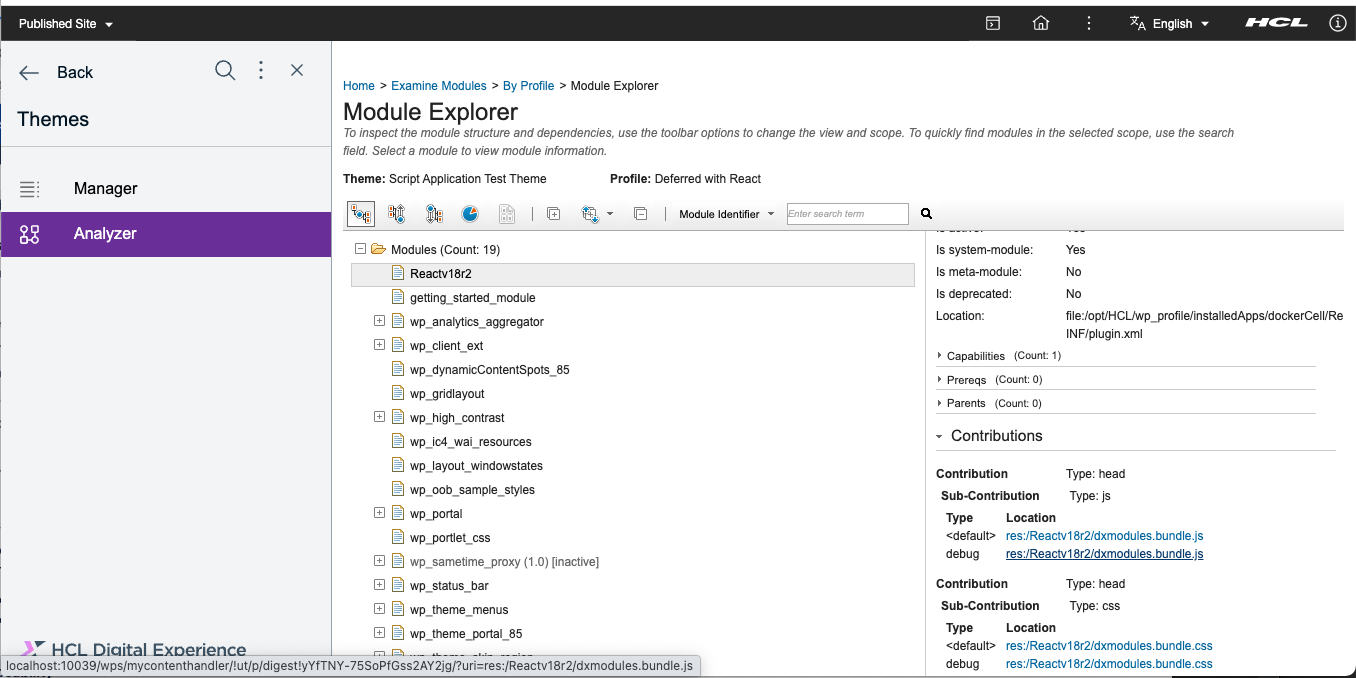 Published Site
English
HCL
Back
Themes
Manager
Analyzer
Home > Examine Modules > By Profile > Module Explorer
Module Explorer
To inspect the module structure and dependencies, use the toolbar options to change the view and scope. To quickly find modules in the selected scope, use the search
field. Select a module to view module information.
Theme: Script Application Test Theme Profile: Deferred with React
Module Identifier Enter search term
Modules (Count: 19)
Reactv18r2
getting_started_module
wp_analytics_aggregator
wp_client_ext
wp_dynamicContentSpots_85
wp_gridlayout
wp_high_contrast
wp_ic4_wai_resources
wp_layout_windowstates
wp_oob_sample_styles
wp_portal
wp_portlet_css
wp_sametime_proxy (1.0) [inactive]
wp_status_bar
wp_theme_menus
wp_theme_portal_85
Is system-module: Yes
Is meta-module: No
Is deprecated: No
Location: file:/opt/HCL/wp_profile/installedApps/dockerCell/Re
INF/plugin.xml
Capabilities (Count: 1)
Prereqs (Count: 0)
Parents (Count: 0)
Contributions
Contribution Type: head
Sub-Contribution Type: js
Type Location
<default> res:/Reactv18r2/dxmodules.bundle.js
debug res:/Reactv18r2/dxmodules.bundle.js
Contribution Type: head
Sub-Contribution Type: css
Type Location
<default> res:/Reactv18r2/dxmodules.bundle.css
debug res:/Reactv18r2/dxmodules.bundle.css
HCL Digital Experience
localhost:10039/wps/mycontenthandler/!ut/p/digest!yYfTNY-75SoPfGss2AY2jg/?uri=res:/Reactv18r2/dxmodules.bundle.js